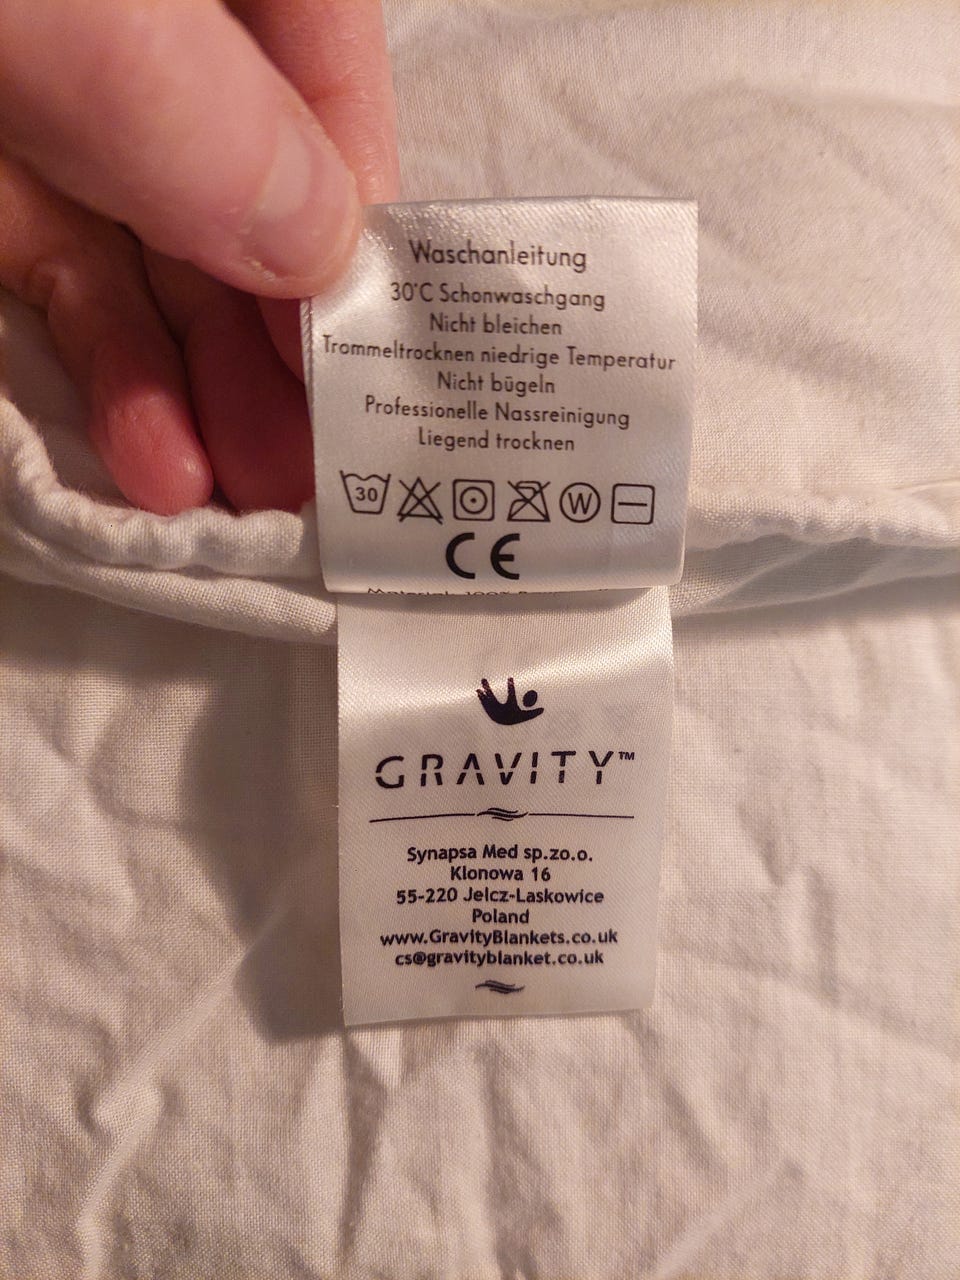 Waschanleitung
30°C Schonwaschgang
Nicht bleichen
Trommeltrocknen niedrige Temperatur
Nicht bügeln
Professionelle Nassreinigung
Liegend trocknen
30 W
CE
GRAVITY™
Synapsa Med sp.zo.o.
Klonowa 16
55-220 Jelcz-Laskowice
Poland
www.GravityBlankets.co.uk
cs@gravityblanket.co.uk